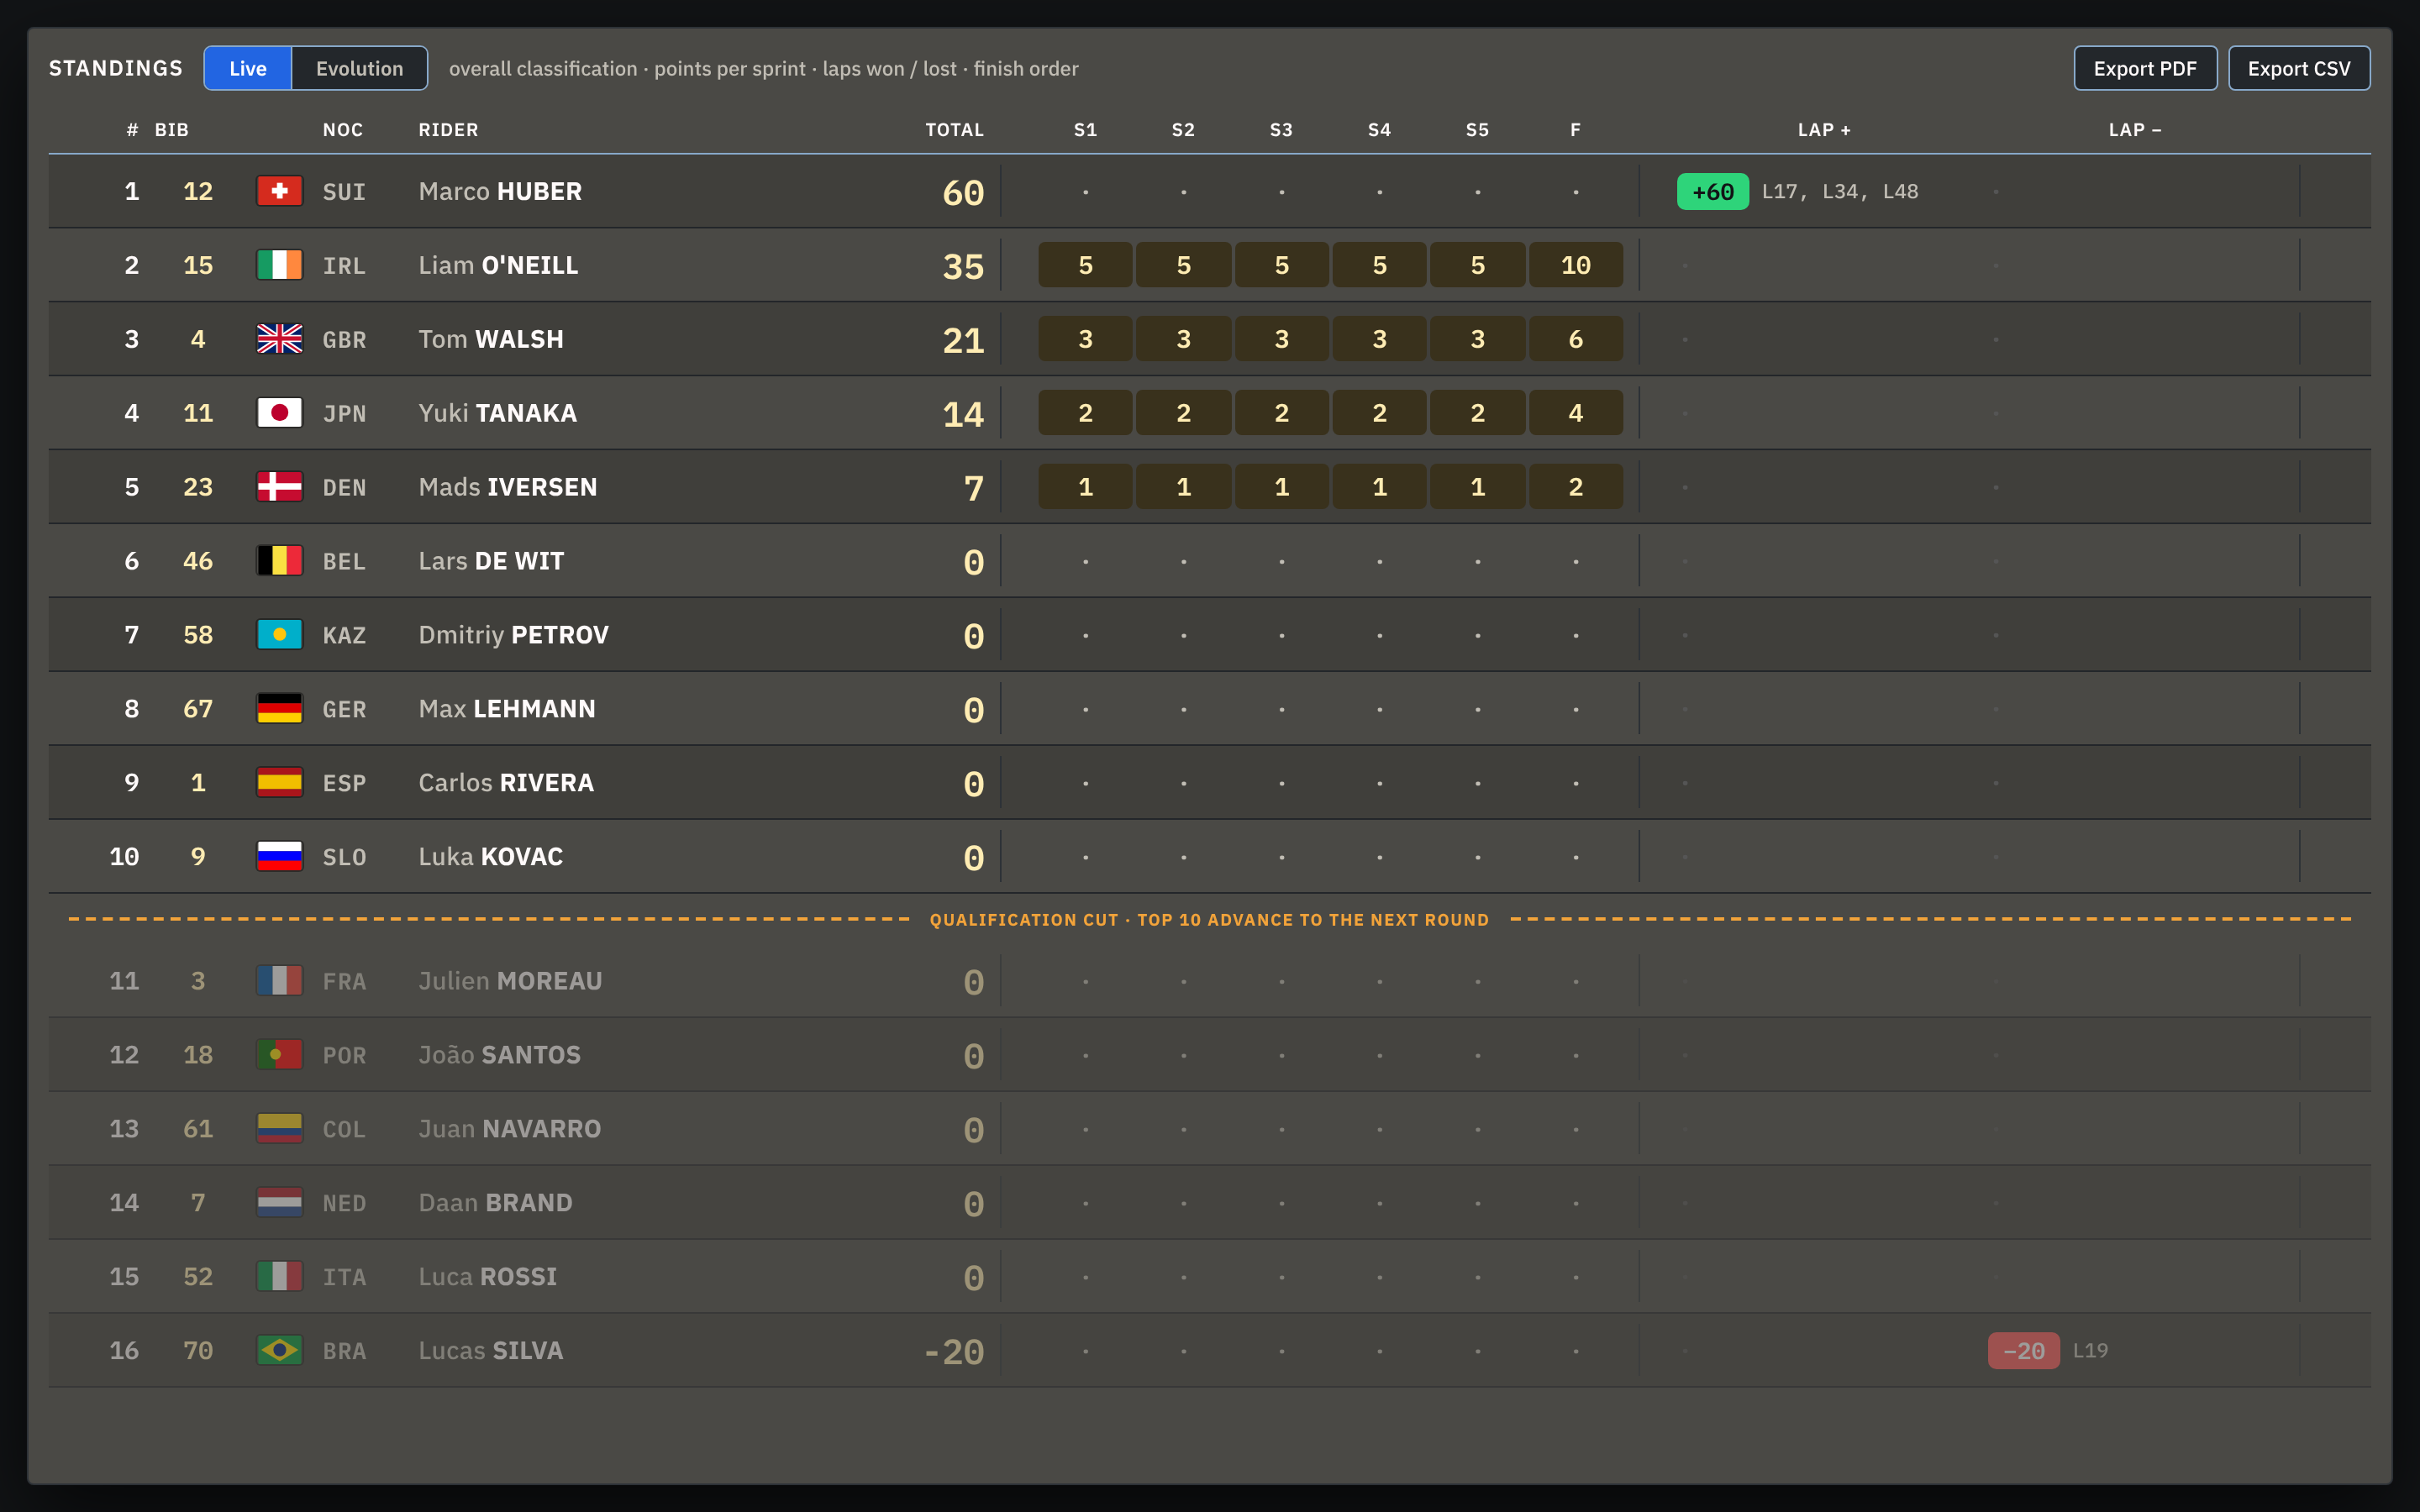 STANDINGS Live Evolution overall classification · points per sprint · laps won / lost · finish order Export PDF Export CSV
# BIB NOC RIDER TOTAL S1 S2 S3 S4 S5 F LAP + LAP −
1 12 SUI Marco HUBER 60 · · · · · · +60 L17, L34, L48 ·
2 15 IRL Liam O'NEILL 35 5 5 5 5 5 10 · ·
3 4 GBR Tom WALSH 21 3 3 3 3 3 6 · ·
4 11 JPN Yuki TANAKA 14 2 2 2 2 2 4 · ·
5 23 DEN Mads IVERSEN 7 1 1 1 1 1 2 · ·
6 46 BEL Lars DE WIT 0 · · · · · · · ·
7 58 KAZ Dmitriy PETROV 0 · · · · · · · ·
8 67 GER Max LEHMANN 0 · · · · · · · ·
9 1 ESP Carlos RIVERA 0 · · · · · · · ·
10 9 SLO Luka KOVAC 0 · · · · · · · ·
QUALIFICATION CUT · TOP 10 ADVANCE TO THE NEXT ROUND
11 3 FRA Julien MOREAU 0 · · · · · · · ·
12 18 POR João SANTOS 0 · · · · · · · ·
13 61 COL Juan NAVARRO 0 · · · · · · · ·
14 7 NED Daan BRAND 0 · · · · · · · ·
15 52 ITA Luca ROSSI 0 · · · · · · · ·
16 70 BRA Lucas SILVA -20 · · · · · · · −20 L19